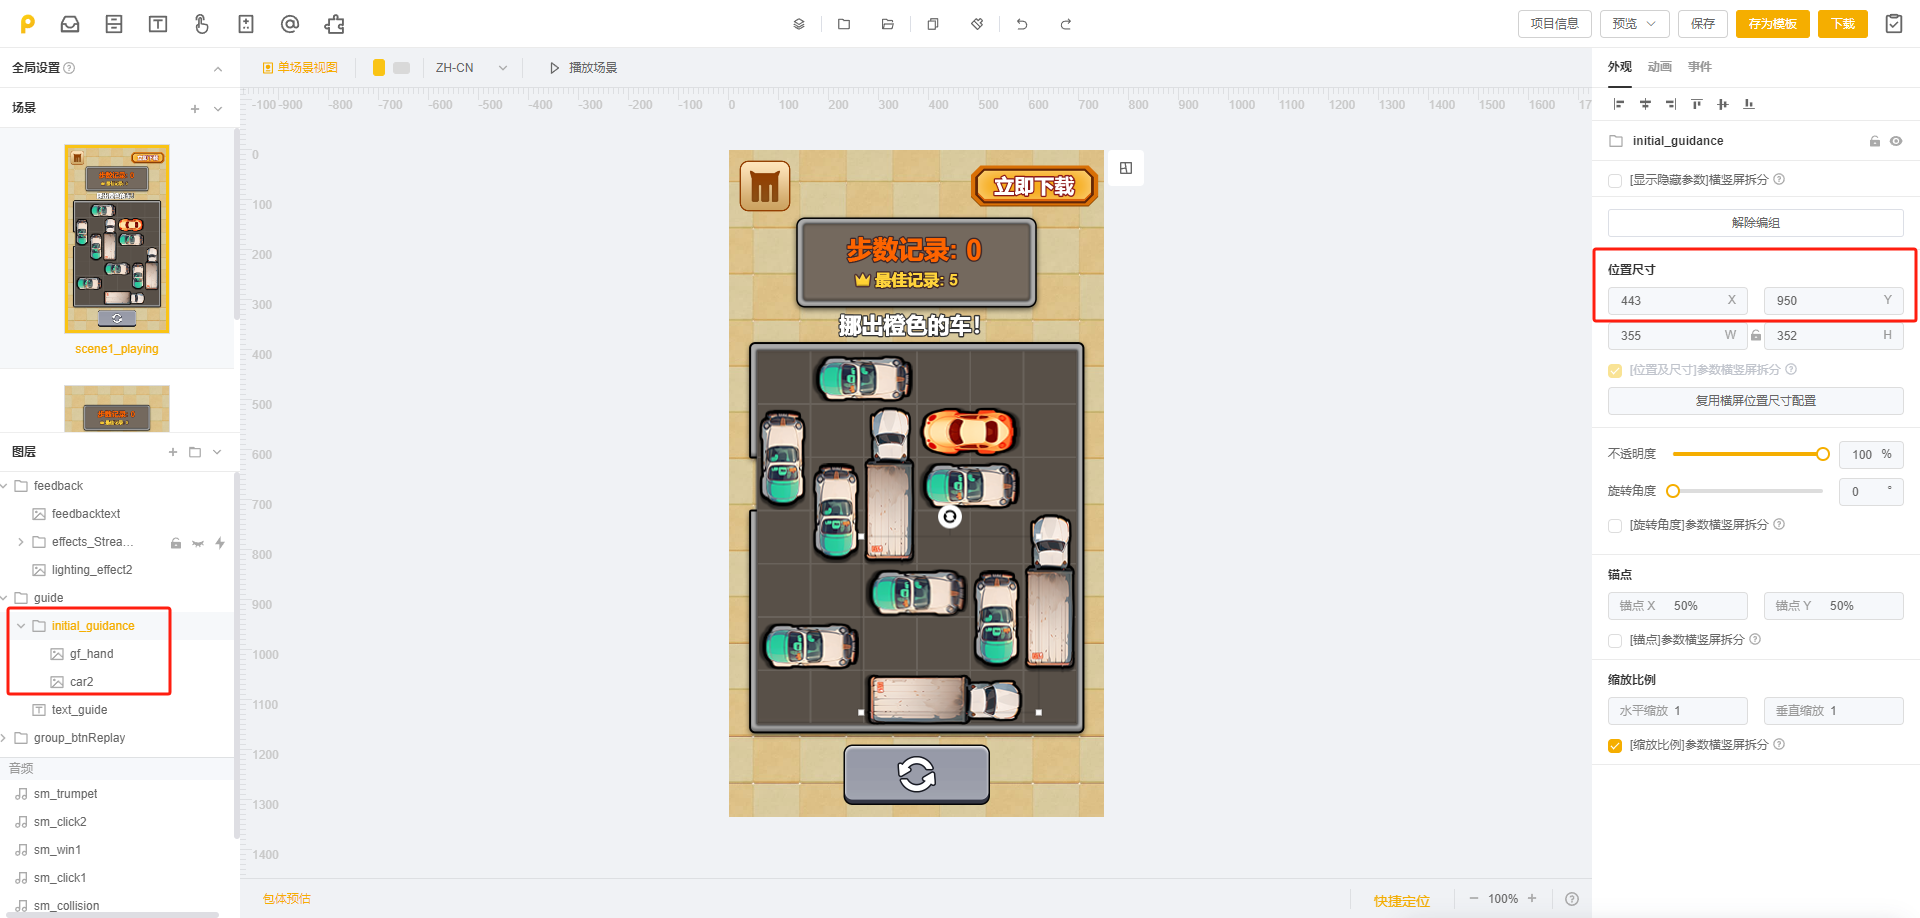 项目信息
预览
保存
存为模板
下载
全局设置
单场景视图
ZH-CN
播放场景
外观 动画 事件
场景
-100 -900 -800 -700 -600 -500 -400 -300 -200 -100 0 100 200 300 400 500 600 700 800 900 1000 1100 1200 1300 1400 1500 1600 17
scene1_playing
图层
feedback
feedbacktext
effects_Strea...
lighting_effect2
guide
initial_guidance
gf_hand
car2
text_guide
group_btnReplay
音频
sm_trumpet
sm_click2
sm_win1
sm_click1
sm_collision
0
100
200
300
400
500
600
700
800
900
1000
1100
1200
1300
1400
立即下载
步数记录: 0
最佳记录: 5
挪出橙色的车!
包体预估
快捷定位
100%
initial_guidance
[显示隐藏参数]横竖屏拆分
解除编组
位置尺寸
443 X 950 Y
355 W 352 H
[位置及尺寸]参数横竖屏拆分
复用横屏位置尺寸配置
不透明度 100 %
旋转角度 0 °
[旋转角度]参数横竖屏拆分
锚点
锚点 X 50% 锚点 Y 50%
[锚点]参数横竖屏拆分
缩放比例
水平缩放 1 垂直缩放 1
[缩放比例]参数横竖屏拆分